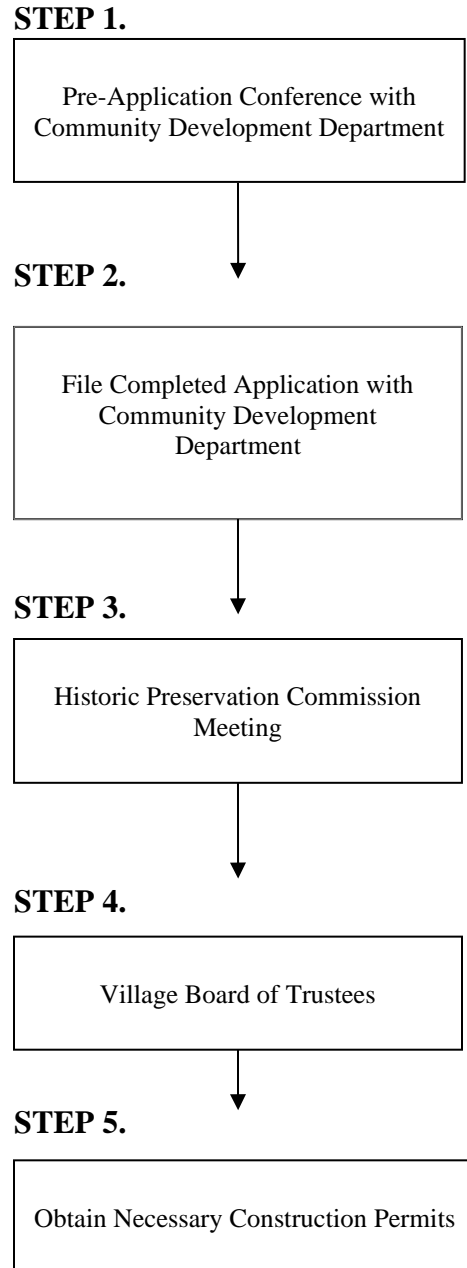 STEP 1.
Pre-Application Conference with
Community Development Department
STEP 2.
File Completed Application with
Community Development
Department
STEP 3.
Historic Preservation Commission
Meeting
STEP 4.
Village Board of Trustees
STEP 5.
Obtain Necessary Construction Permits